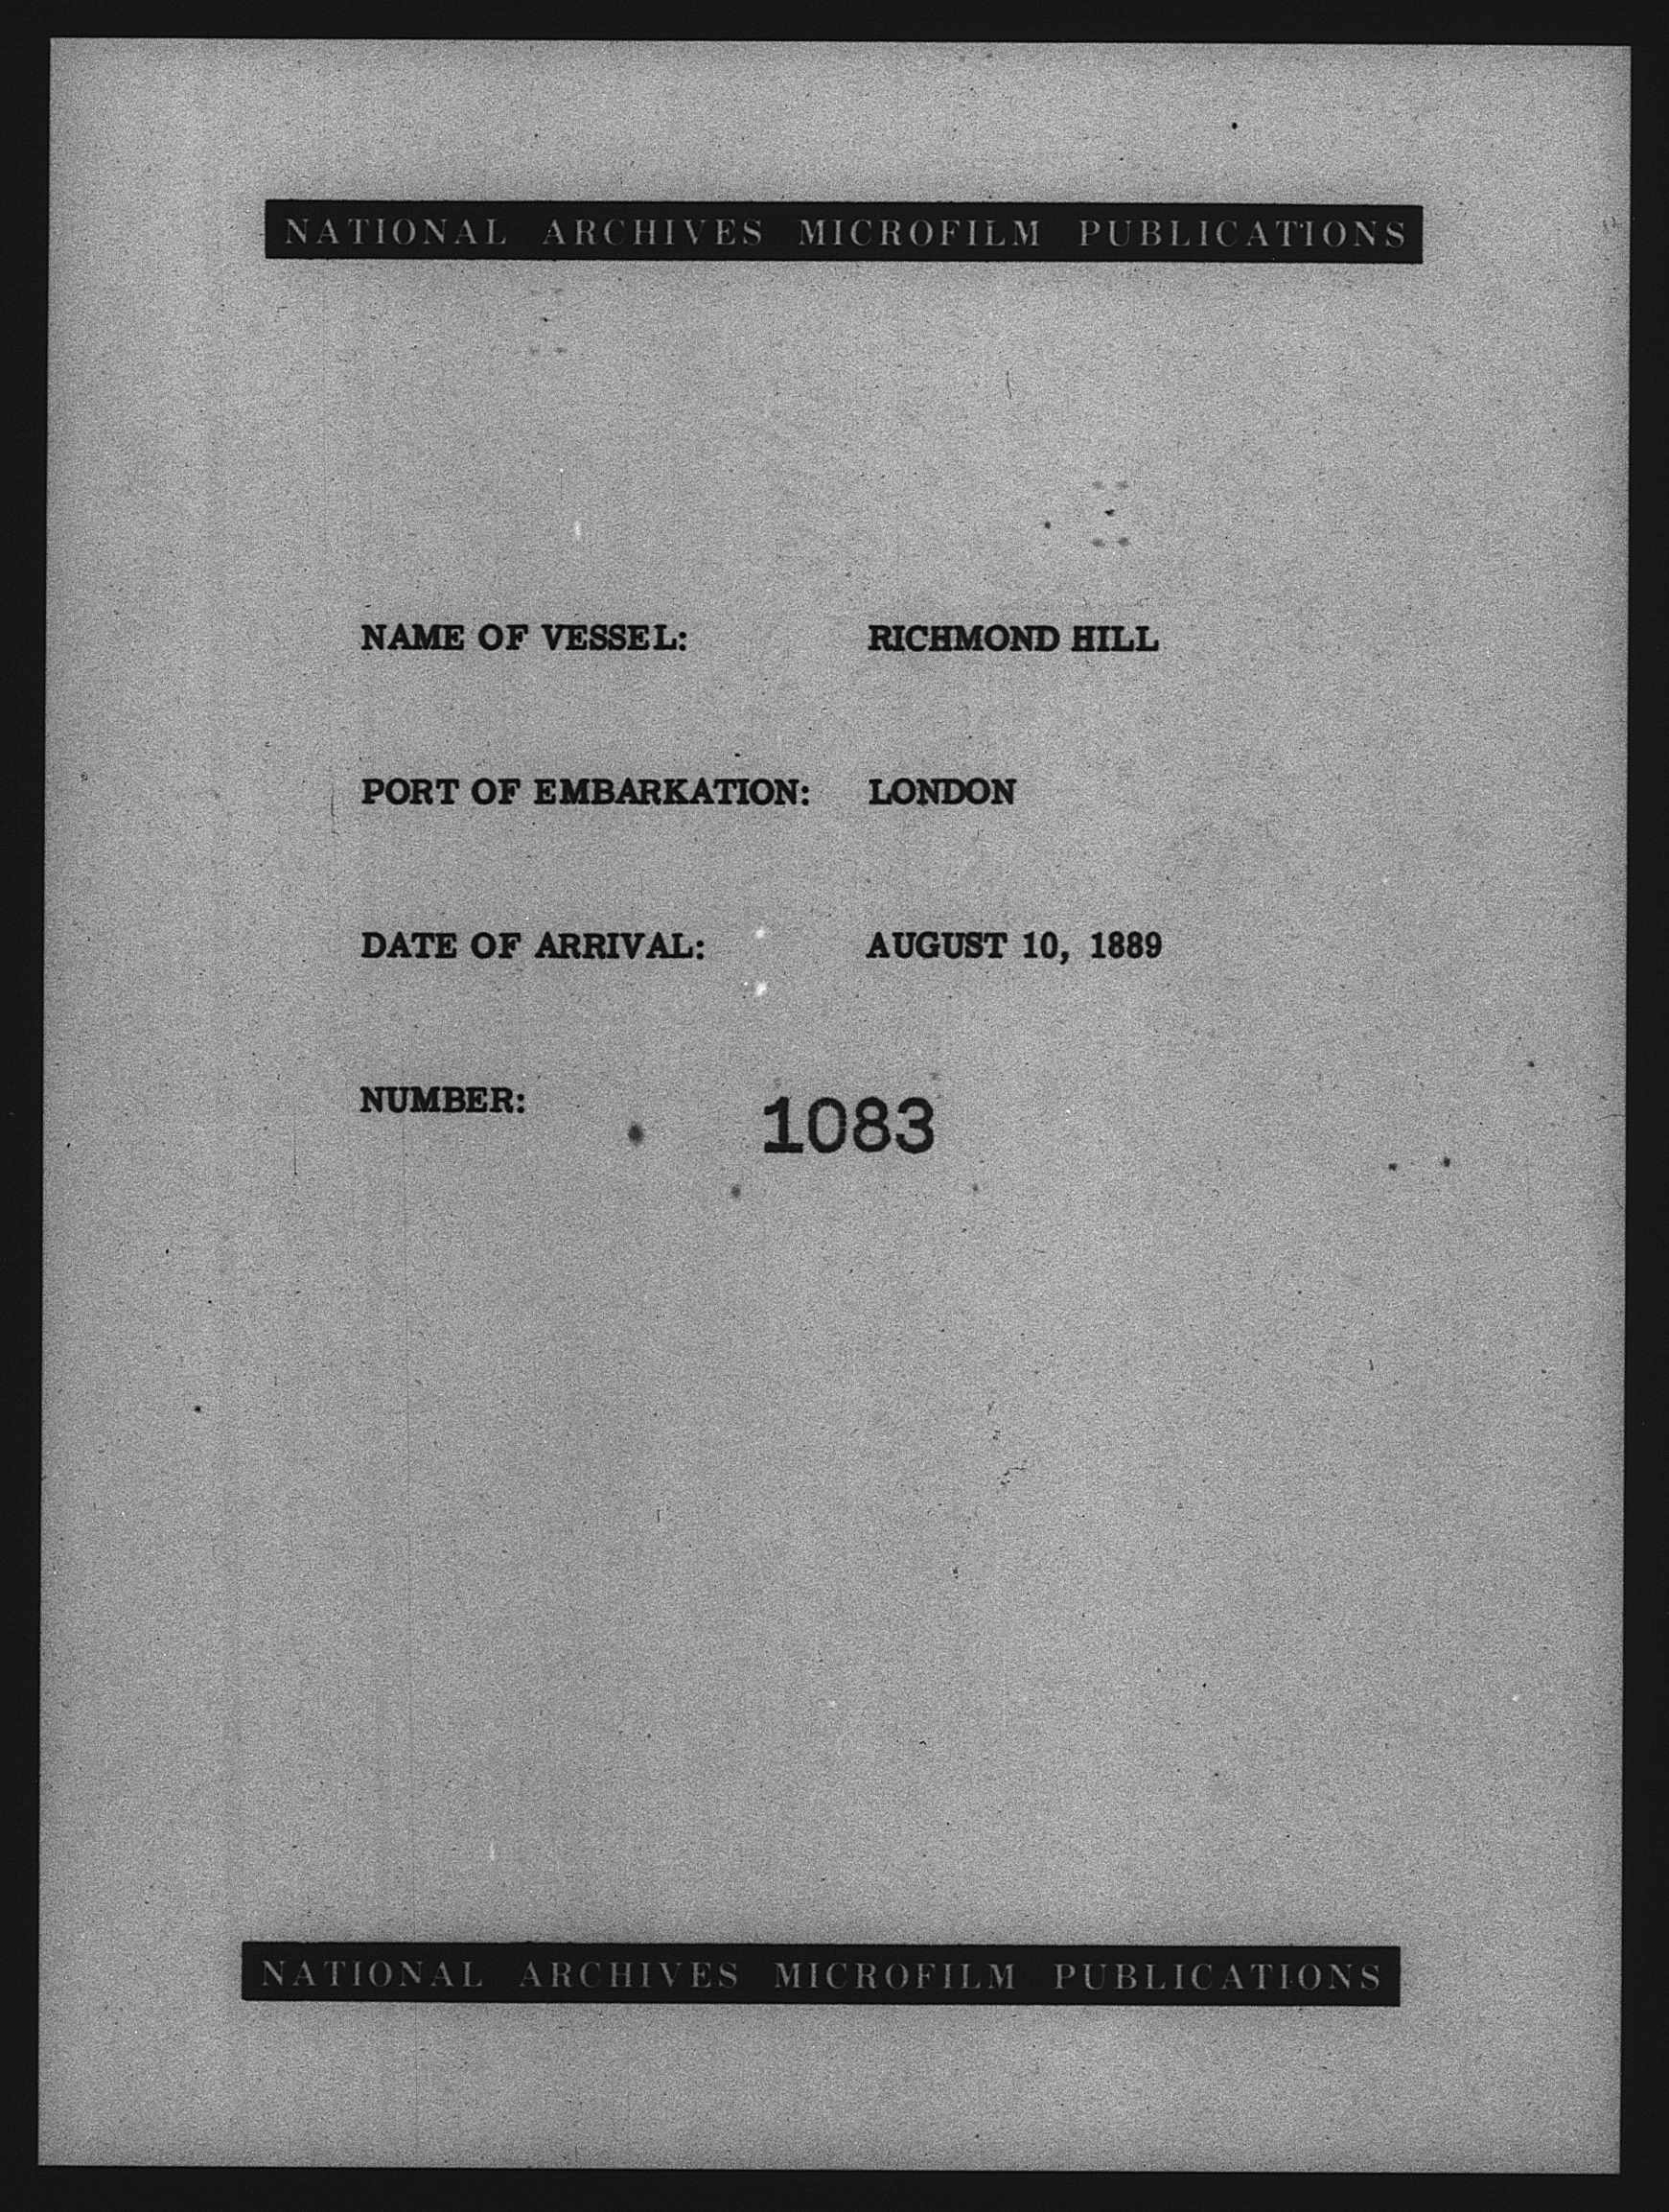 NATIONAL ARCHIVES MICROFILM PUBLICATIONS
NAME OF VESSEL: RICHMOND HILL
PORT OF EMBARKATION: LONDON
DATE OF ARRIVAL: AUGUST 10, 1889
NUMBER: 1083
NATIONAL ARCHIVES MICROFILM PUBLICATIONS